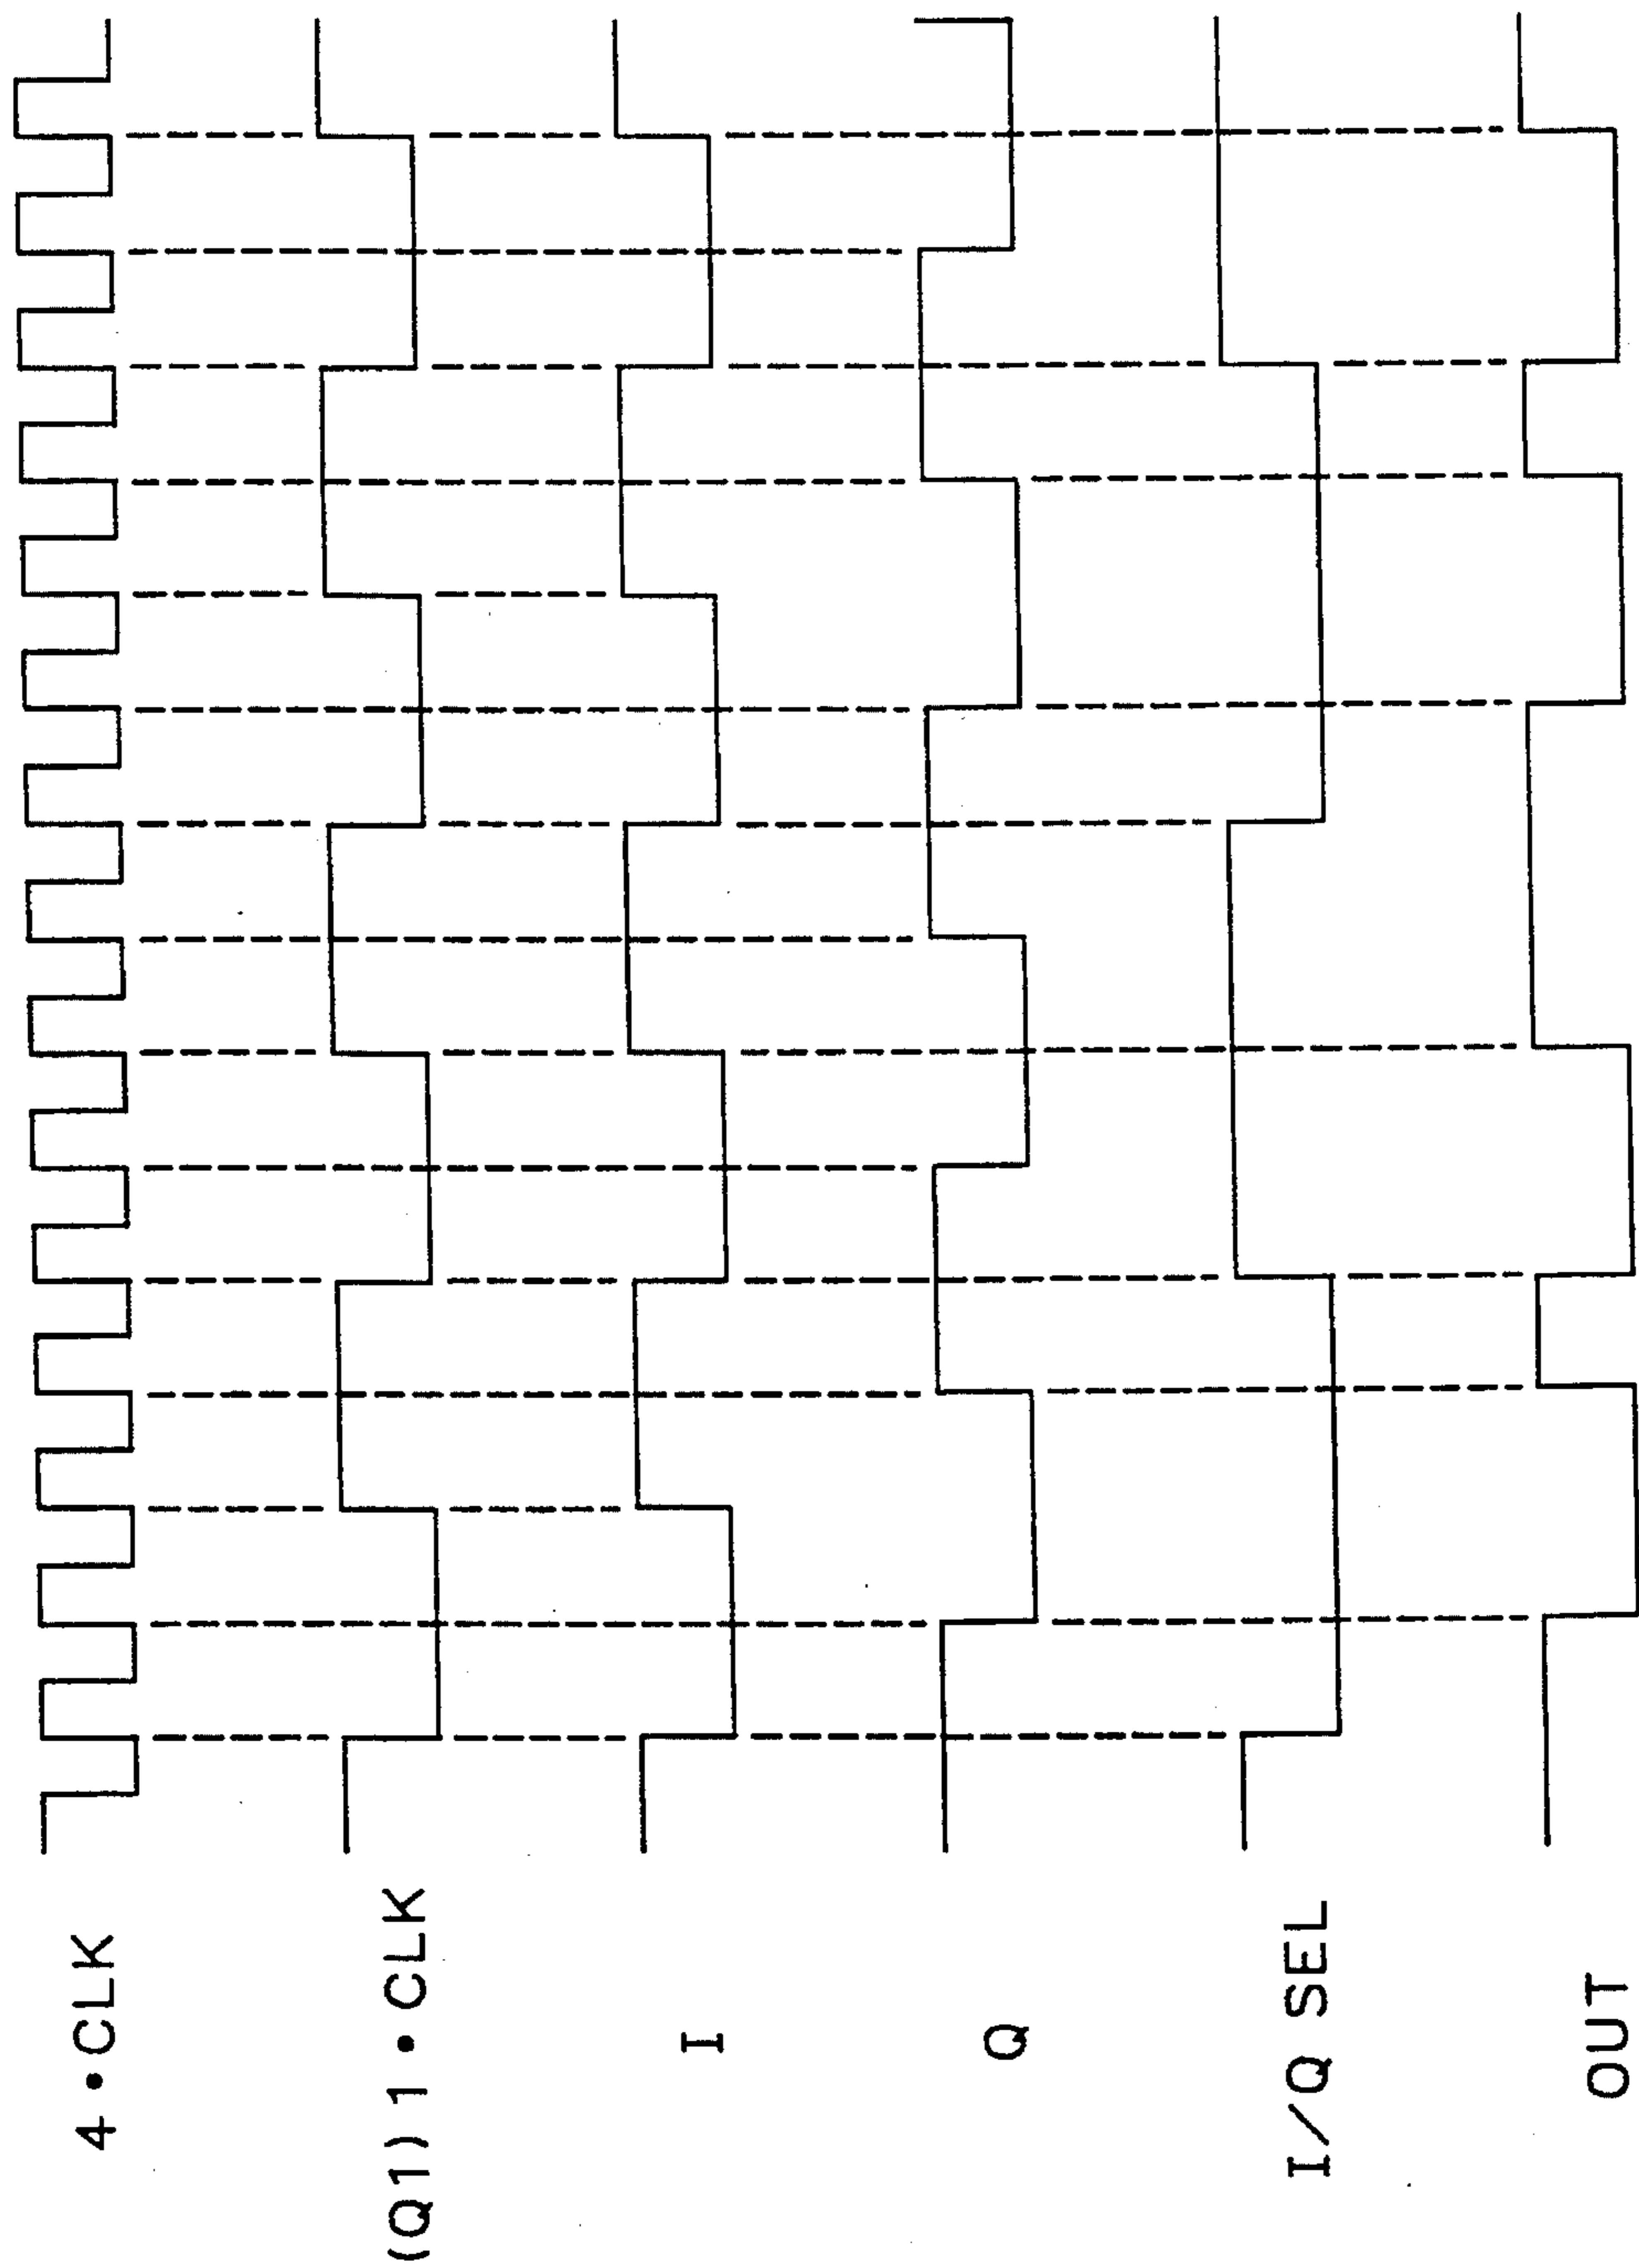 4•CLK
(Q1) 1•CLK
I
Q
I/Q SEL
OUT